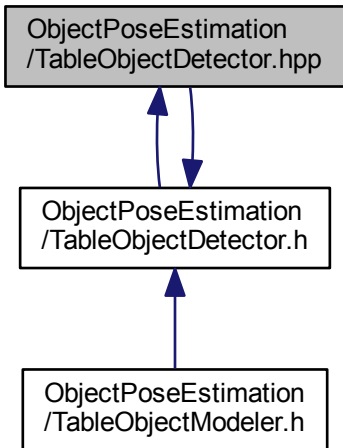 ObjectPoseEstimation
/TableObjectDetector.hpp
ObjectPoseEstimation
/TableObjectDetector.h
ObjectPoseEstimation
/TableObjectModeler.h